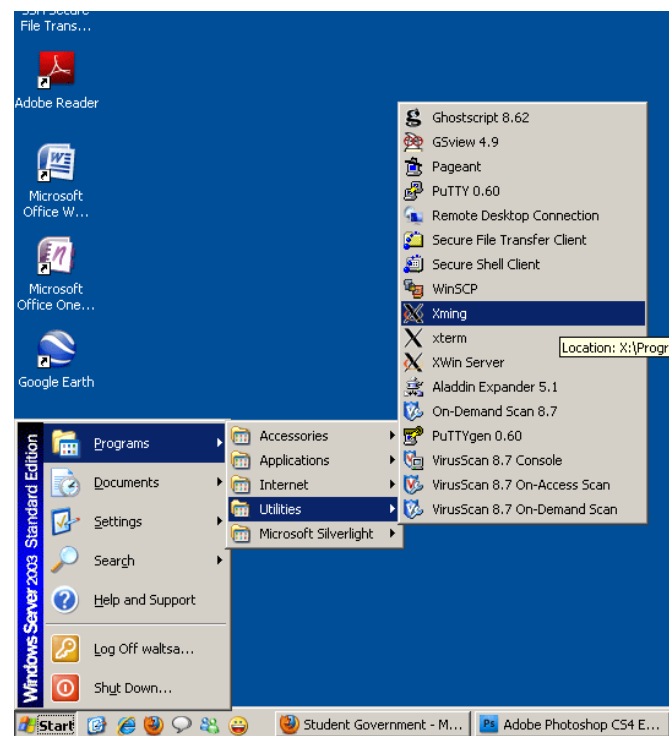 File Trans...
Adobe Reader
Microsoft
Office W...
Microsoft
Office One...
Google Earth
Ghostscript 8.62
GSview 4.9
Pageant
PuTTY 0.60
Remote Desktop Connection
Secure File Transfer Client
Secure Shell Client
WinSCP
Xming
xterm
Location: X:\Progr
XWin Server
Aladdin Expander 5.1
On-Demand Scan 8.7
PuTTYgen 0.60
VirusScan 8.7 Console
VirusScan 8.7 On-Access Scan
VirusScan 8.7 On-Demand Scan
Accessories
Applications
Internet
Utilities
Microsoft Silverlight
Windows Server 2003 Standard Edition
Programs
Documents
Settings
Search
Help and Support
Log Off waltsa...
Shut Down...
Start
Student Government - M...
Ps Adobe Photoshop CS4 E...